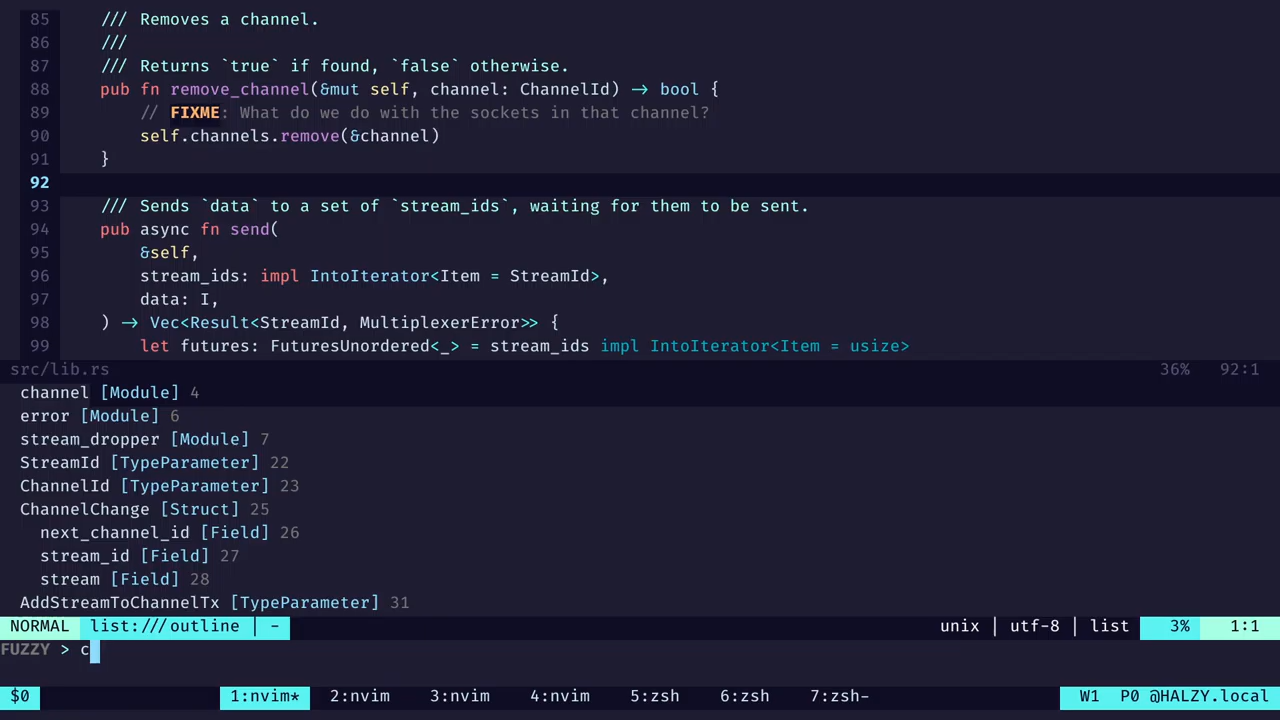 85 /// Removes a channel.
86 ///
87 /// Returns `true` if found, `false` otherwise.
88 pub fn remove_channel(&mut self, channel: ChannelId) -> bool {
89 // FIXME: What do we do with the sockets in that channel?
90 self.channels.remove(&channel)
91 }
92
93 /// Sends `data` to a set of `stream_ids`, waiting for them to be sent.
94 pub async fn send(
95 &self,
96 stream_ids: impl IntoIterator<Item = StreamId>,
97 data: I,
98 ) -> Vec<Result<StreamId, MultiplexerError>> {
99 let futures: FuturesUnordered<_> = stream_ids impl IntoIterator<Item = usize>
src/lib.rs 36% 92:1
channel [Module] 4
error [Module] 6
stream_dropper [Module] 7
StreamId [TypeParameter] 22
ChannelId [TypeParameter] 23
ChannelChange [Struct] 25
next_channel_id [Field] 26
stream_id [Field] 27
stream [Field] 28
AddStreamToChannelTx [TypeParameter] 31
NORMAL list:///outline | - unix | utf-8 | list 3% 1:1
FUZZY > c
$0 1:nvim* 2:nvim 3:nvim 4:nvim 5:zsh 6:zsh 7:zsh- W1 P0 @HALZY.local